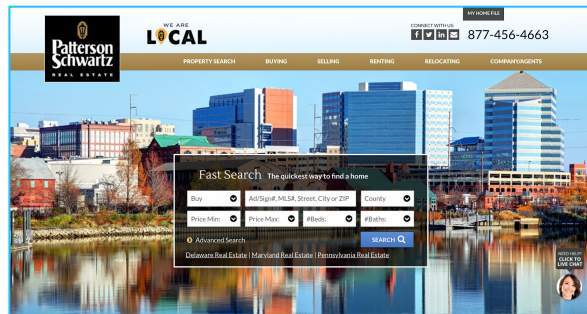 MY HOME FILE
WE ARE
LOCAL
CONNECT WITH US:
877-456-4663
Patterson
Schwartz
REAL ESTATE
PROPERTY SEARCH BUYING SELLING RENTING RELOCATING COMPANY/AGENTS
Fast Search The quickest way to find a home
Buy Ad/Sign#, MLS#, Street, City or ZIP County
Price Min: Price Max: #Beds: #Baths:
Advanced Search SEARCH
Delaware Real Estate | Maryland Real Estate | Pennsylvania Real Estate
NEED HELP?
CLICK TO
LIVE CHAT